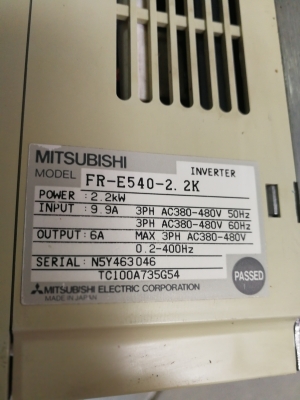 MITSUBISHI INVERTER
MODEL FR-E540-2.2K
POWER : 2.2kW
INPUT : 9.9A 3PH AC380-480V 50Hz
3PH AC380-480V 60Hz
OUTPUT: 6A MAX 3PH AC380-480V
0.2-400Hz
SERIAL: N5Y463046
TC100A735G54
PASSED
MITSUBISHI ELECTRIC CORPORATION
MADE IN JAPAN